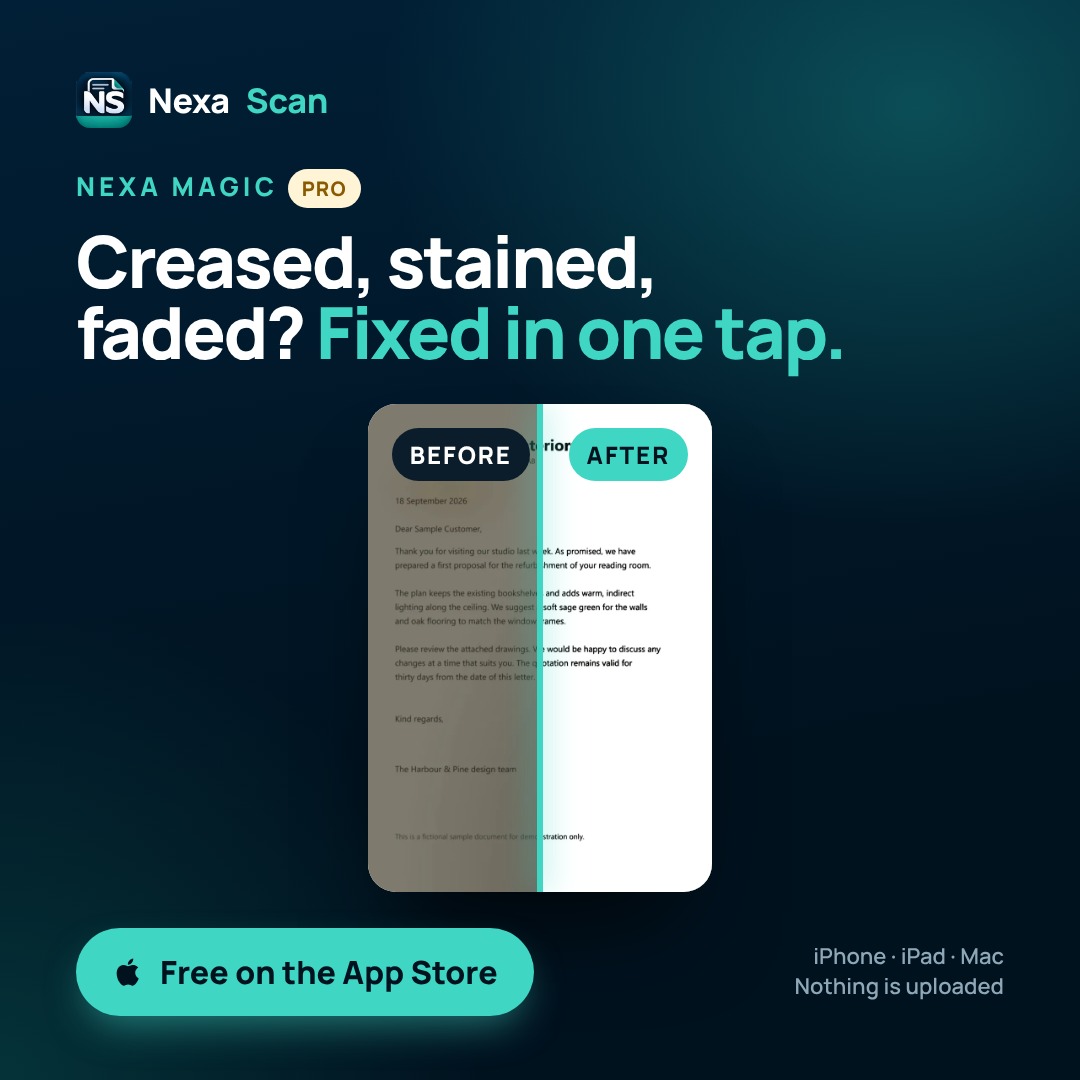 NS Nexa Scan
NEXA MAGIC PRO
Creased, stained,
faded? Fixed in one tap.
BEFORE AFTER
18 September 2026
Dear Sample Customer,
Thank you for visiting our studio last week. As promised, we have
prepared a first proposal for the refurbishment of your reading room.
The plan keeps the existing bookshelves and adds warm, indirect
lighting along the ceiling. We suggest soft sage green for the walls
and oak flooring to match the window frames.
Please review the attached drawings. We would be happy to discuss any
changes at a time that suits you. The quotation remains valid for
thirty days from the date of this letter.
Kind regards,
The Harbour & Pine design team
This is a fictional sample document for demonstration only.
Free on the App Store
iPhone · iPad · Mac
Nothing is uploaded